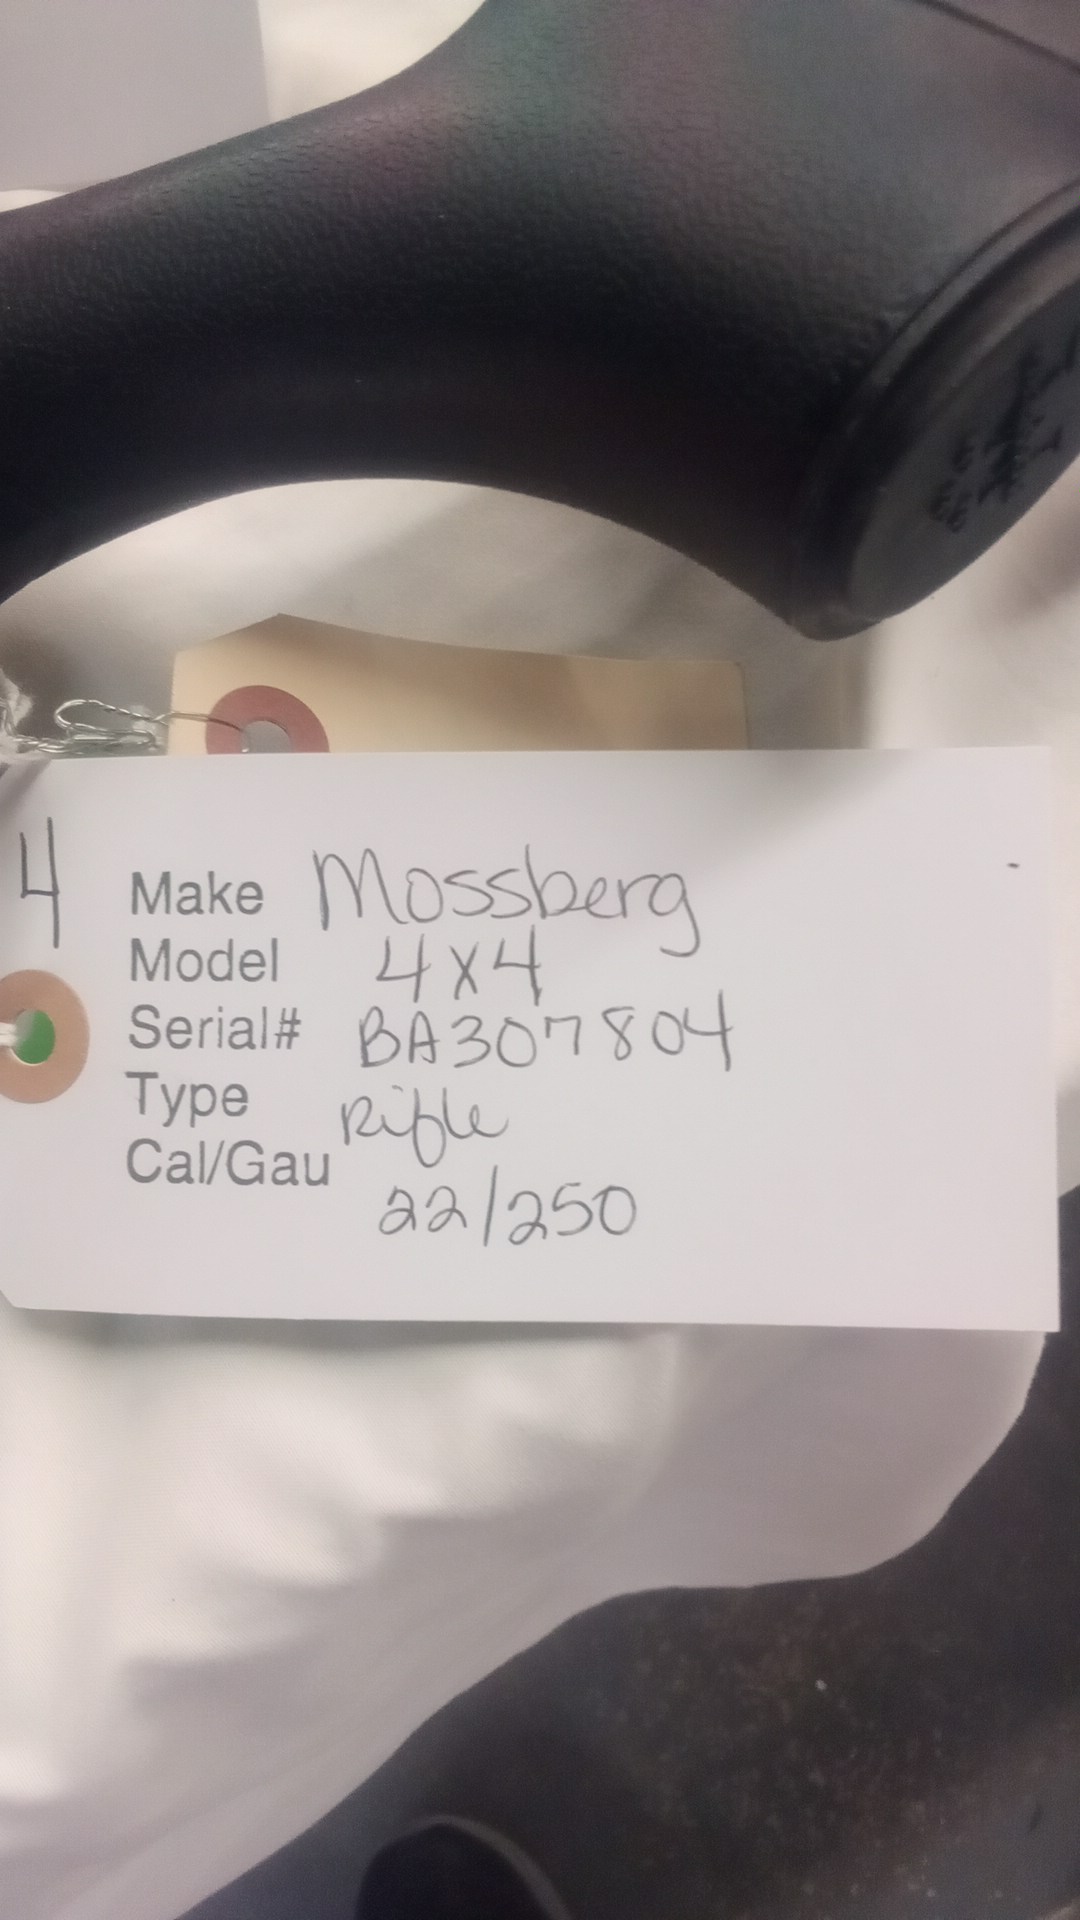 4
Make Mossberg
Model 4x4
Serial# BA307804
Type Rifle
Cal/Gau 22/250